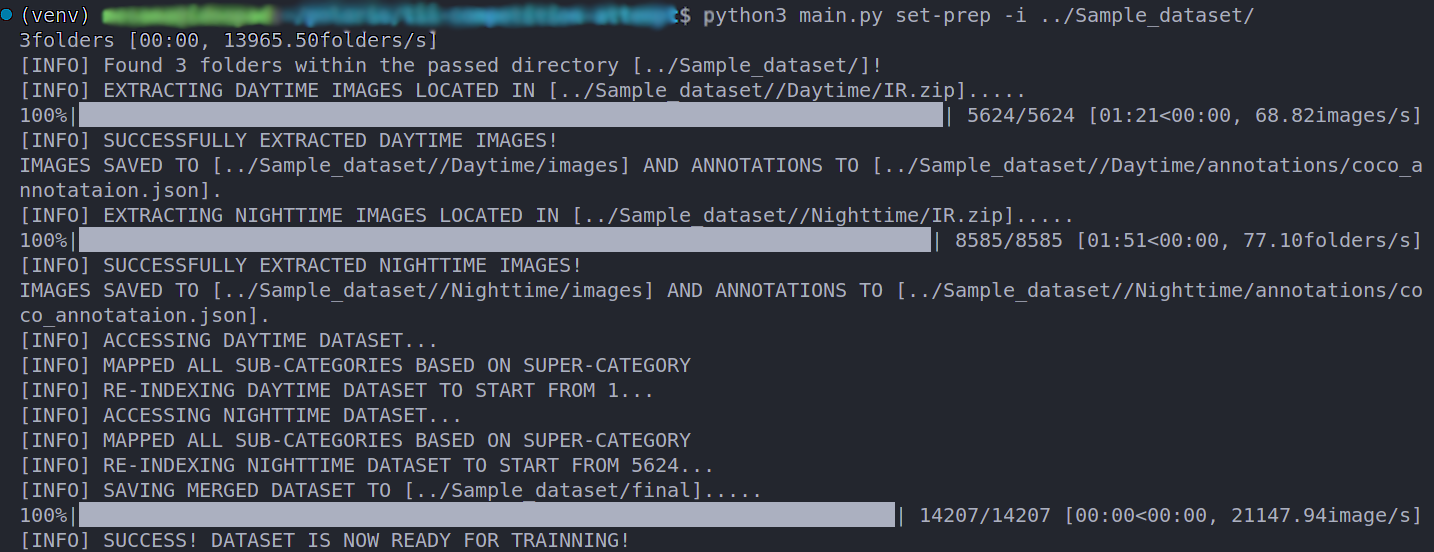 (venv) $ python3 main.py set-prep -i ../Sample_dataset/
3folders [00:00, 13965.50folders/s]
[INFO] Found 3 folders within the passed directory [../Sample_dataset/]!
[INFO] EXTRACTING DAYTIME IMAGES LOCATED IN [../Sample_dataset//Daytime/IR.zip].....
100%| | 5624/5624 [01:21<00:00, 68.82images/s]
[INFO] SUCCESSFULLY EXTRACTED DAYTIME IMAGES!
IMAGES SAVED TO [../Sample_dataset//Daytime/images] AND ANNOTATIONS TO [../Sample_dataset//Daytime/annotations/coco_a
nnotataion.json].
[INFO] EXTRACTING NIGHTTIME IMAGES LOCATED IN [../Sample_dataset//Nighttime/IR.zip].....
100%| | 8585/8585 [01:51<00:00, 77.10folders/s]
[INFO] SUCCESSFULLY EXTRACTED NIGHTTIME IMAGES!
IMAGES SAVED TO [../Sample_dataset//Nighttime/images] AND ANNOTATIONS TO [../Sample_dataset//Nighttime/annotations/co
co_annotataion.json].
[INFO] ACCESSING DAYTIME DATASET...
[INFO] MAPPED ALL SUB-CATEGORIES BASED ON SUPER-CATEGORY
[INFO] RE-INDEXING DAYTIME DATASET TO START FROM 1...
[INFO] ACCESSING NIGHTTIME DATASET...
[INFO] MAPPED ALL SUB-CATEGORIES BASED ON SUPER-CATEGORY
[INFO] RE-INDEXING NIGHTTIME DATASET TO START FROM 5624...
[INFO] SAVING MERGED DATASET TO [../Sample_dataset/final].....
100%| | 14207/14207 [00:00<00:00, 21147.94image/s]
[INFO] SUCCESS! DATASET IS NOW READY FOR TRAINNING!